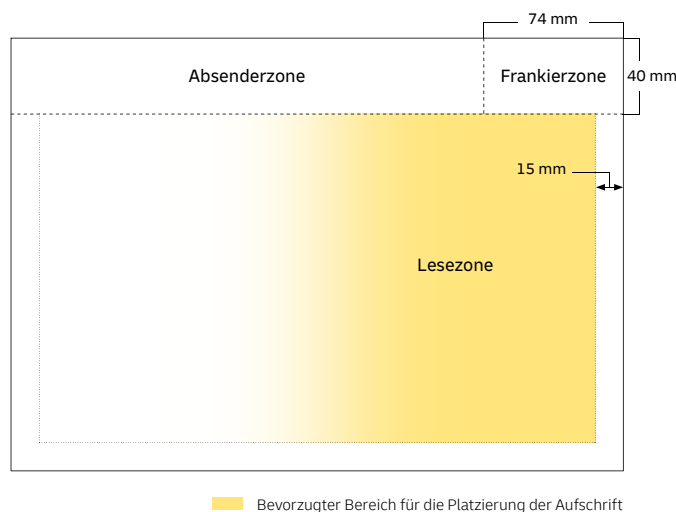 74 mm
Absenderzone
Frankierzone
40 mm
15 mm
Lesezone
Bevorzugter Bereich für die Platzierung der Aufschrift